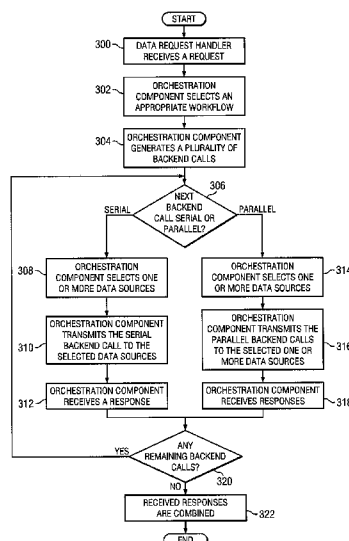 START
300
DATA REQUEST HANDLER
RECEIVES A REQUEST
302
ORCHESTRATION
COMPONENT SELECTS AN
APPROPRIATE WORKFLOW
304
ORCHESTRATION COMPONENT
GENERATES A PLURALITY OF
BACKEND CALLS
306
SERIAL
NEXT
BACKEND
CALL SERIAL OR
PARALLEL?
PARALLEL
308
ORCHESTRATION
COMPONENT SELECTS ONE
OR MORE DATA SOURCES
ORCHESTRATION
COMPONENT SELECTS ONE
OR MORE DATA SOURCES
314
310
ORCHESTRATION COMPONENT
TRANSMITS THE SERIAL
BACKEND CALL TO THE
SELECTED DATA SOURCES
ORCHESTRATION
COMPONENT TRANSMITS THE
PARALLEL BACKEND CALLS
TO THE SELECTED ONE
OR MORE DATA SOURCES
316
312
ORCHESTRATION COMPONENT
RECEIVES A RESPONSE
ORCHESTRATION COMPONENT
RECEIVES RESPONSES
318
YES
ANY
REMAINING BACKEND
CALLS?
320
NO
RECEIVED RESPONSES
ARE COMBINED
322
END